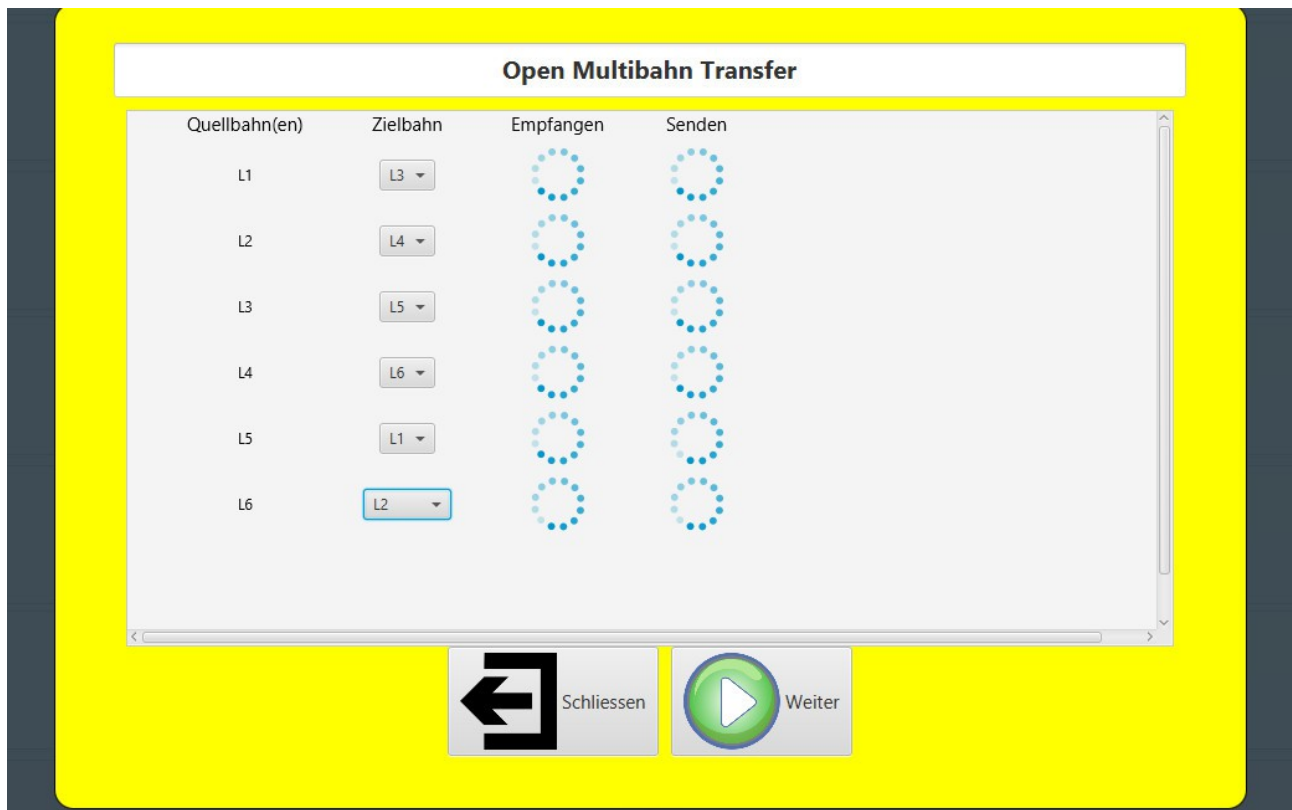 Open Multibahn Transfer
Quellbahn(en) Zielbahn Empfangen Senden
L1 L3
L2 L4
L3 L5
L4 L6
L5 L1
L6 L2
Schliessen Weiter